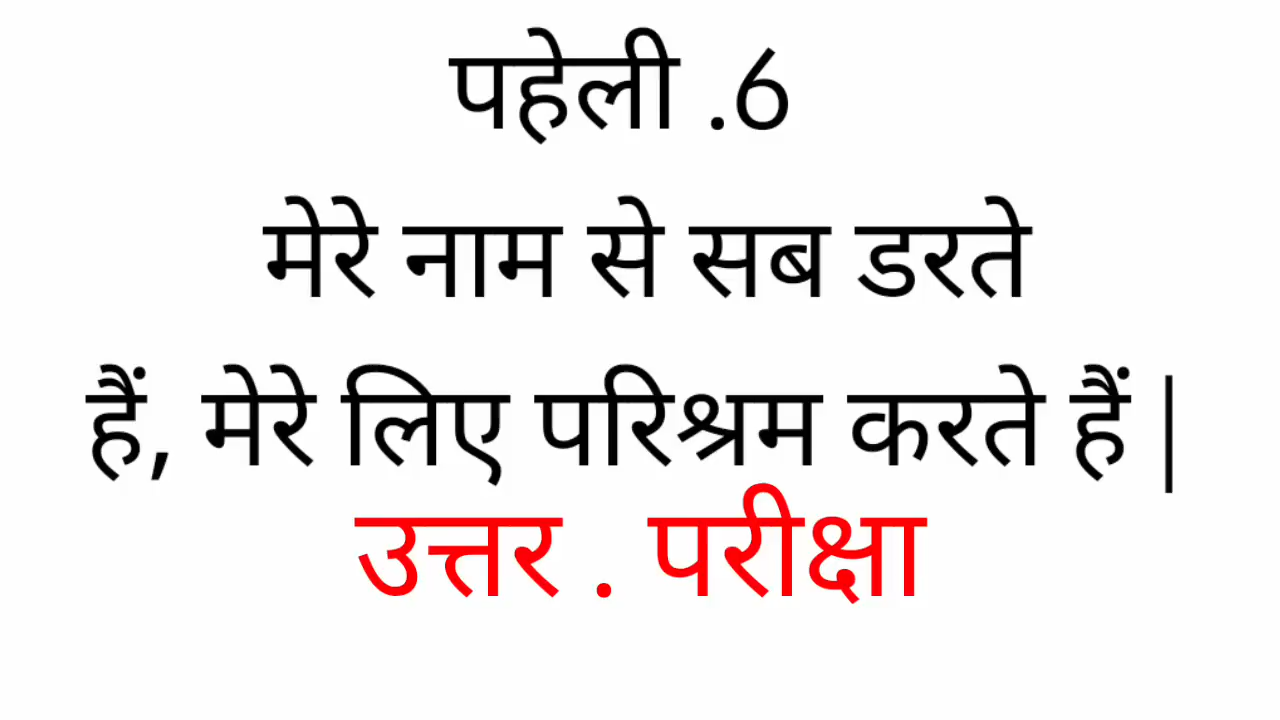 पहेली .6
मेरे नाम से सब डरते
हैं, मेरे लिए परिश्रम करते हैं|
उत्तर . परीक्षा